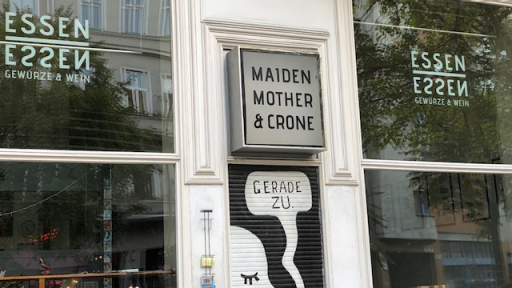 ESSEN
ESSEN
GEWÜRZE & WEIN
MAIDEN
MOTHER
& CRONE
GERADE
ZU.
ESSEN
ESSEN
GEWÜRZE & WEIN